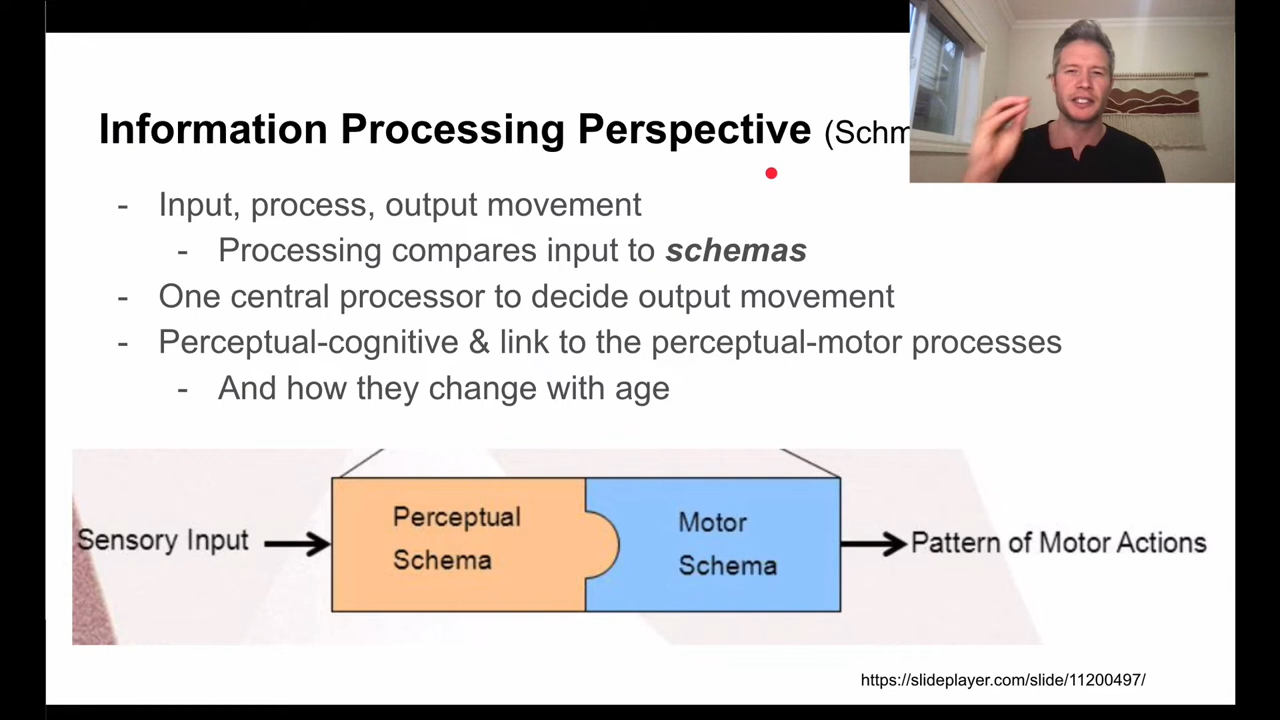 Information Processing Perspective (Schm
- Input, process, output movement
- Processing compares input to schemas
- One central processor to decide output movement
- Perceptual-cognitive & link to the perceptual-motor processes
- And how they change with age
Sensory Input
Perceptual
Schema
Motor
Schema
Pattern of Motor Actions
https://slideplayer.com/slide/11200497/